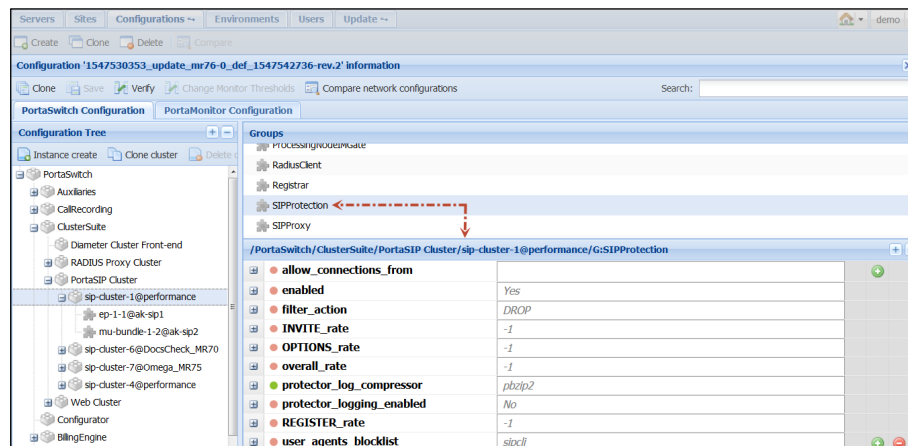 Servers Sites Configurations Environments Users Update demo
Create Clone Delete Compare
Configuration '1547530353_update_mr76-0_def_1547542736-rev.2' information
Clone Save Verify Change Monitor Thresholds Compare network configurations Search:
PortaSwitch Configuration PortaMonitor Configuration
Configuration Tree
Instance create Clone cluster Delete c
PortaSwitch
Auxiliaries
CallRecording
ClusterSuite
Diameter Cluster Front-end
RADIUS Proxy Cluster
PortaSIP Cluster
sip-cluster-1@performance
ep-1-1@ak-sip1
mu-bundle-1-2@ak-sip2
sip-cluster-6@DocsCheck_MR70
sip-cluster-7@Omega_MR75
sip-cluster-4@performance
Web Cluster
Configurator
BillingEngine
Groups
ProcessingNodeIMGate
RadiusClient
Registrar
SIPProtection
SIPProxy
/PortaSwitch/ClusterSuite/PortaSIP Cluster/sip-cluster-1@performance/G:SIPProtection
allow_connections_from
enabled Yes
filter_action DROP
INVITE_rate -1
OPTIONS_rate -1
overall_rate -1
protector_log_compressor pbzip2
protector_logging_enabled No
REGISTER_rate -1
user_agents_blocklist sipcli